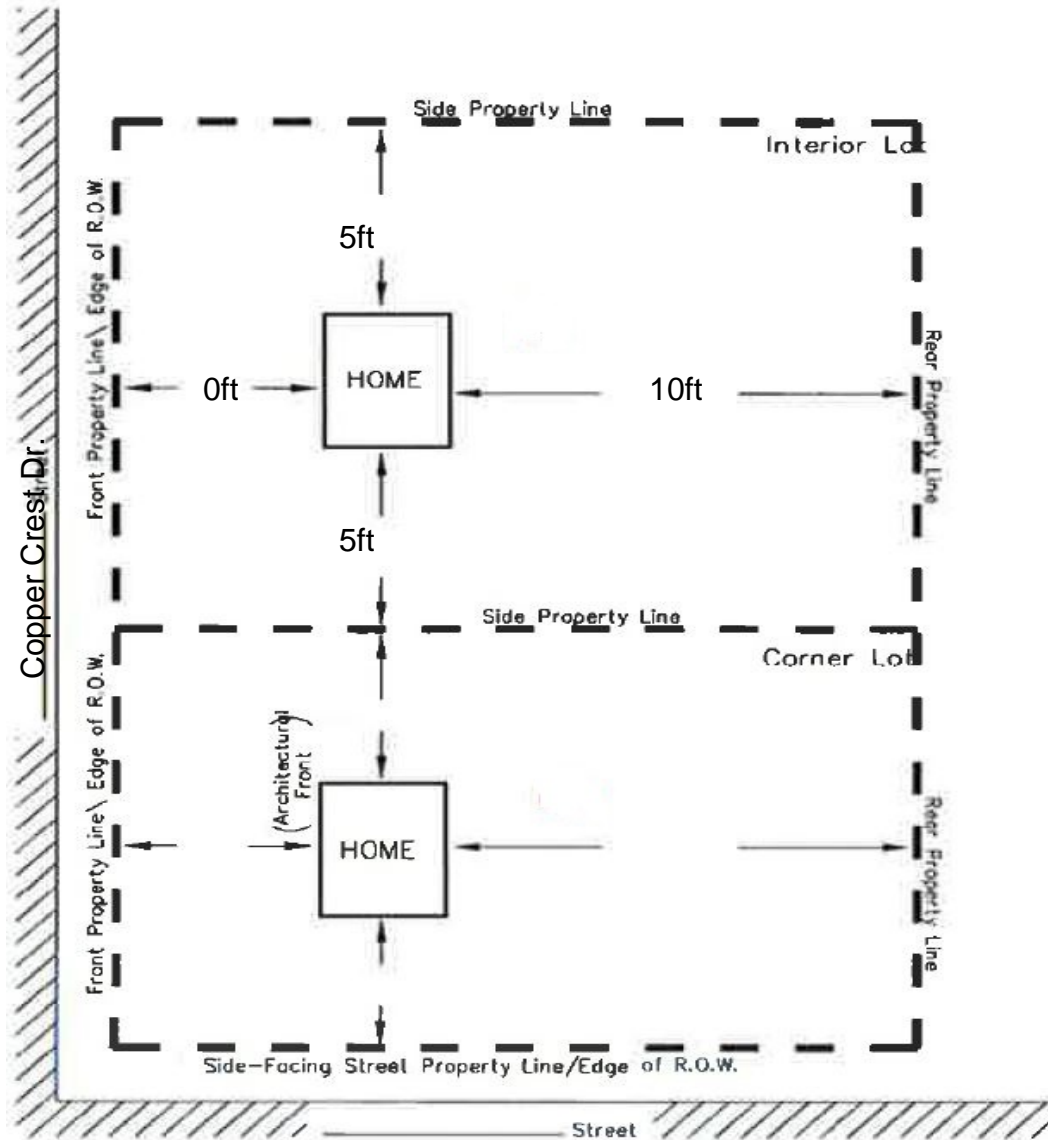 Side Property Line
Interior Lot
Front Property Line\ Edge of R.O.W.
5ft
HOME
0ft
10ft
Rear Property Line
Copper Crest Dr.
5ft
Side Property Line
Corner Lot
Front Property Line\ Edge of R.O.W.
(Architectural
Front)
HOME
Rear Property Line
Side-Facing Street Property Line/Edge of R.O.W.
Street